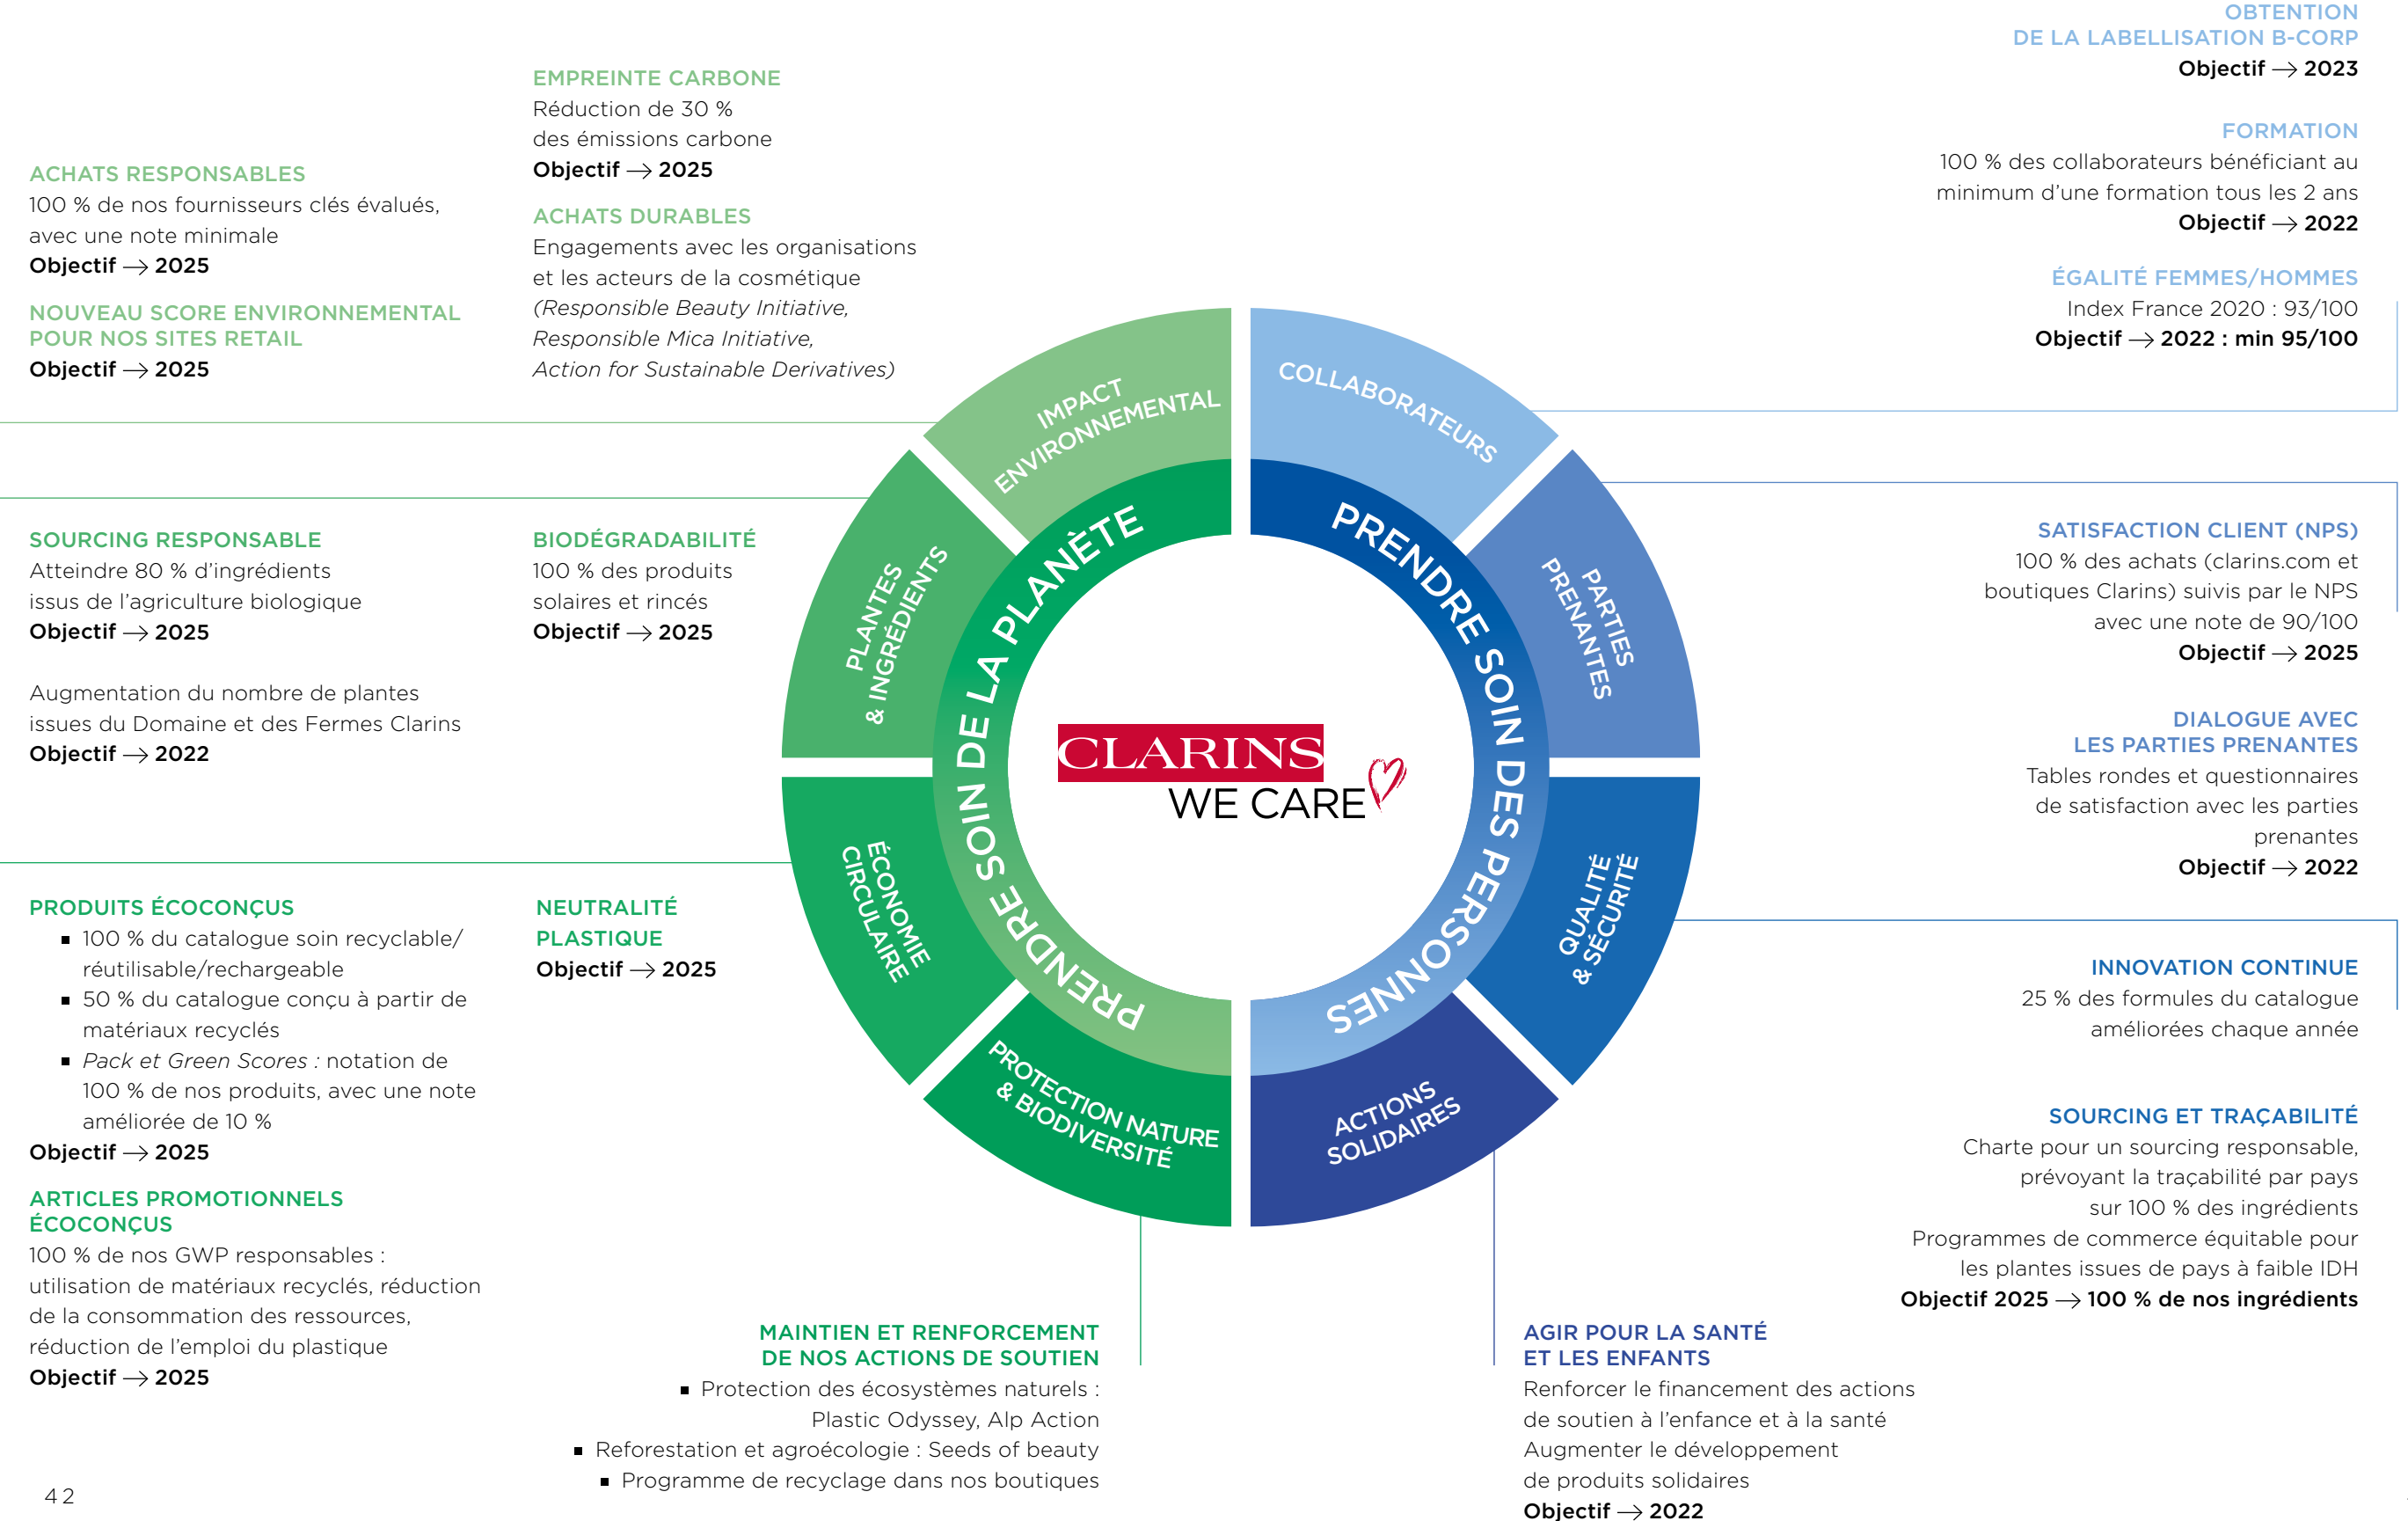 ACHATS RESPONSABLES
100 % de nos fournisseurs clés évalués,
avec une note minimale
Objectif → 2025
NOUVEAU SCORE ENVIRONNEMENTAL
POUR NOS SITES RETAIL
Objectif → 2025
EMPREINTE CARBONE
Réduction de 30 %
des émissions carbone
Objectif → 2025
ACHATS DURABLES
Engagements avec les organisations
et les acteurs de la cosmétique
(Responsible Beauty Initiative,
Responsible Mica Initiative,
Action for Sustainable Derivatives)
SOURCING RESPONSABLE
Atteindre 80 % d’ingrédients
issus de l’agriculture biologique
Objectif → 2025
Augmentation du nombre de plantes
issues du Domaine et des Fermes Clarins
Objectif → 2022
BIODÉGRADABILITÉ
100 % des produits
solaires et rincés
Objectif → 2025
PRODUITS ÉCOCONÇUS
▪ 100 % du catalogue soin recyclable/
réutilisable/rechargeable
▪ 50 % du catalogue conçu à partir de
matériaux recyclés
▪ Pack et Green Scores : notation de
100 % de nos produits, avec une note
améliorée de 10 %
Objectif → 2025
ARTICLES PROMOTIONNELS
ÉCOCONÇUS
100 % de nos GWP responsables :
utilisation de matériaux recyclés, réduction
de la consommation des ressources,
réduction de l’emploi du plastique
Objectif → 2025
NEUTRALITÉ
PLASTIQUE
Objectif → 2025
MAINTIEN ET RENFORCEMENT
DE NOS ACTIONS DE SOUTIEN
▪ Protection des écosystèmes naturels :
Plastic Odyssey, Alp Action
▪ Reforestation et agroécologie : Seeds of beauty
▪ Programme de recyclage dans nos boutiques
42
IMPACT
ENVIRONNEMENTAL
PLANTES
& INGRÉDIENTS
ÉCONOMIE
CIRCULAIRE
PROTECTION NATURE
& BIODIVERSITÉ
PRENDRE SOIN DE LA PLANÈTE
CLARINS
WE CARE
PRENDRE SOIN DES PERSONNES
COLLABORATEURS
PARTIES
PRENANTES
QUALITÉ
& SÉCURITÉ
ACTIONS
SOLIDAIRES
OBTENTION
DE LA LABELLISATION B-CORP
Objectif → 2023
FORMATION
100 % des collaborateurs bénéficiant au
minimum d’une formation tous les 2 ans
Objectif → 2022
ÉGALITÉ FEMMES/HOMMES
Index France 2020 : 93/100
Objectif → 2022 : min 95/100
SATISFACTION CLIENT (NPS)
100 % des achats (clarins.com et
boutiques Clarins) suivis par le NPS
avec une note de 90/100
Objectif → 2025
DIALOGUE AVEC
LES PARTIES PRENANTES
Tables rondes et questionnaires
de satisfaction avec les parties
prenantes
Objectif → 2022
INNOVATION CONTINUE
25 % des formules du catalogue
améliorées chaque année
SOURCING ET TRAÇABILITÉ
Charte pour un sourcing responsable,
prévoyant la traçabilité par pays
sur 100 % des ingrédients
Programmes de commerce équitable pour
les plantes issues de pays à faible IDH
Objectif 2025 → 100 % de nos ingrédients
AGIR POUR LA SANTÉ
ET LES ENFANTS
Renforcer le financement des actions
de soutien à l’enfance et à la santé
Augmenter le développement
de produits solidaires
Objectif → 2022